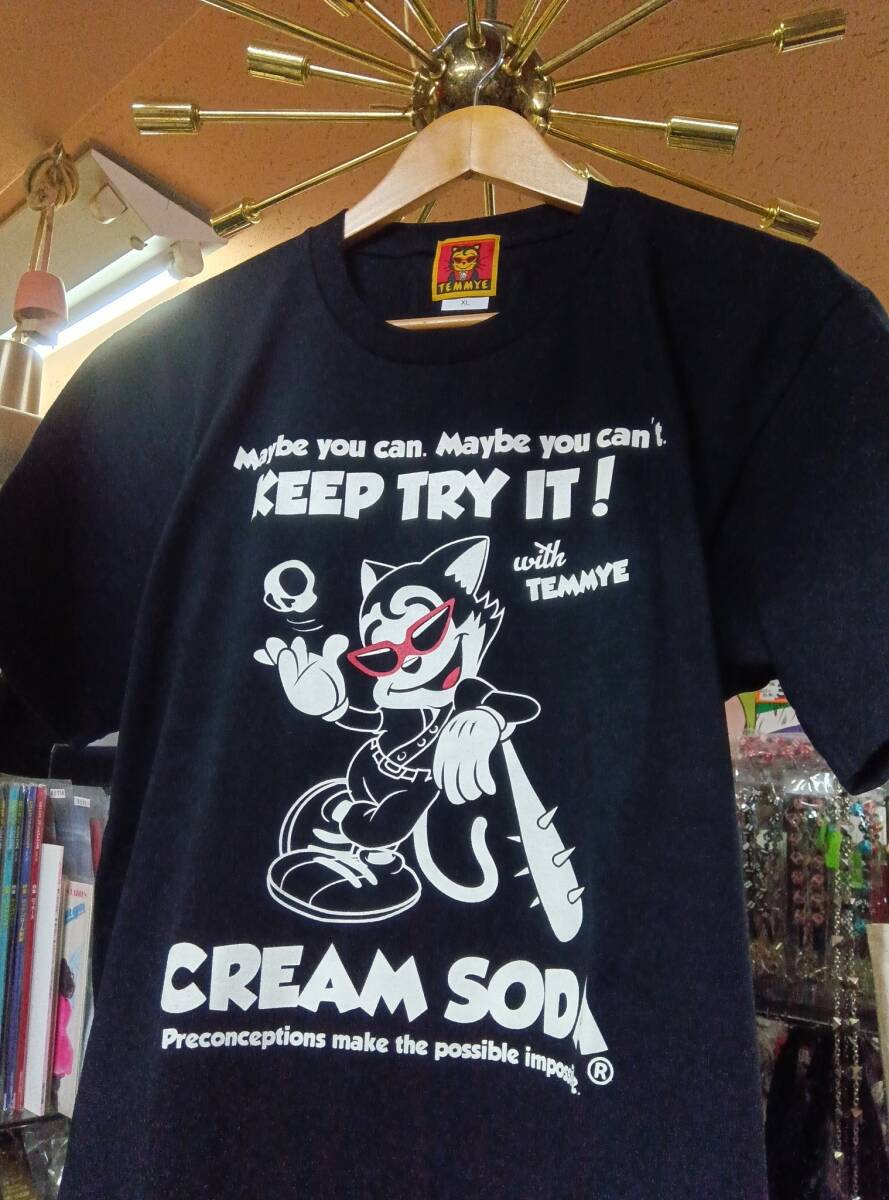 TEMMYE
XL
Maybe you can. Maybe you can't.
KEEP TRY IT!
with
TEMMYE
CREAM SODA
Preconceptions make the possible impossible.
®